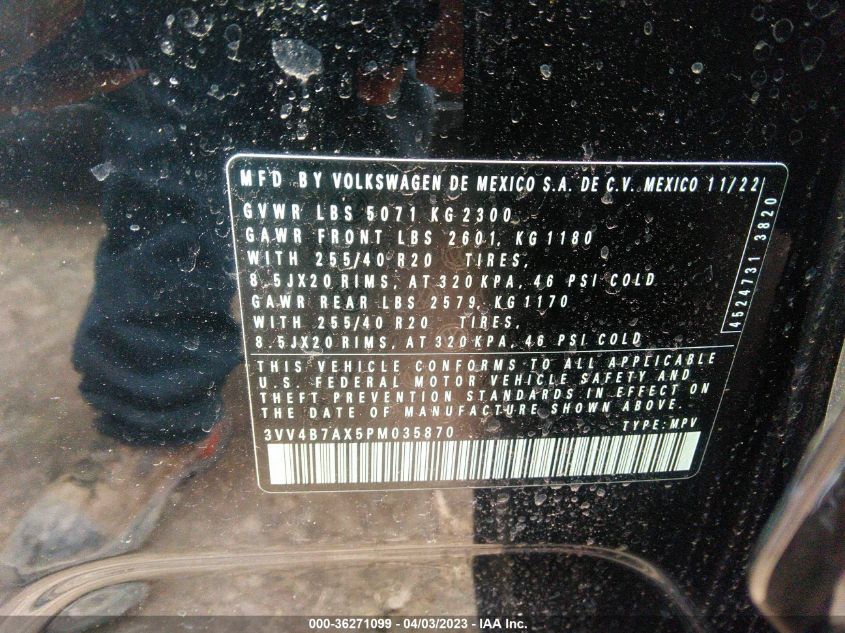 MFD BY VOLKSWAGEN DE MEXICO S.A. DE C.V. MEXICO 11/22
GVWR LBS 5071 KG 2300
GAWR FRONT LBS 2601, KG 1180
WITH 255/40 R20 TIRES,
8.5JX20 RIMS, AT 320 KPA, 46 PSI COLD
GAWR REAR LBS 2579, KG 1170
WITH 255/40 R20 TIRES,
8.5JX20 RIMS, AT 320 KPA, 46 PSI COLD
4524731 3820
THIS VEHICLE CONFORMS TO ALL APPLICABLE
U.S. FEDERAL MOTOR VEHICLE SAFETY AND
THEFT PREVENTION STANDARDS IN EFFECT ON
THE DATE OF MANUFACTURE SHOWN ABOVE.
3VV4B7AX5PM035870 TYPE: MPV
000-36271099 - 04/03/2023 - IAA Inc.